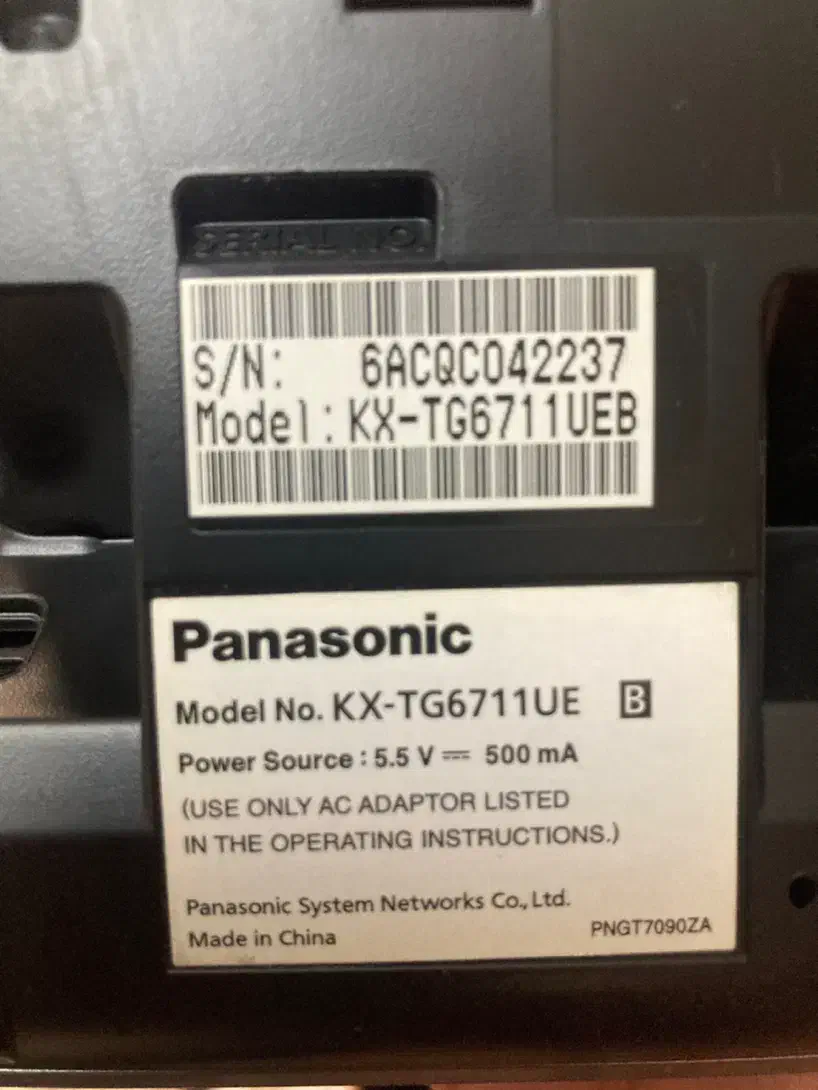 SERIAL NO.
S/N: 6ACQC042237
Model:KX-TG6711UEB
Panasonic
Model No. KX-TG6711UE B
Power Source : 5.5 V ⎓ 500 mA
(USE ONLY AC ADAPTOR LISTED
IN THE OPERATING INSTRUCTIONS.)
Panasonic System Networks Co., Ltd.
Made in China PNGT7090ZA